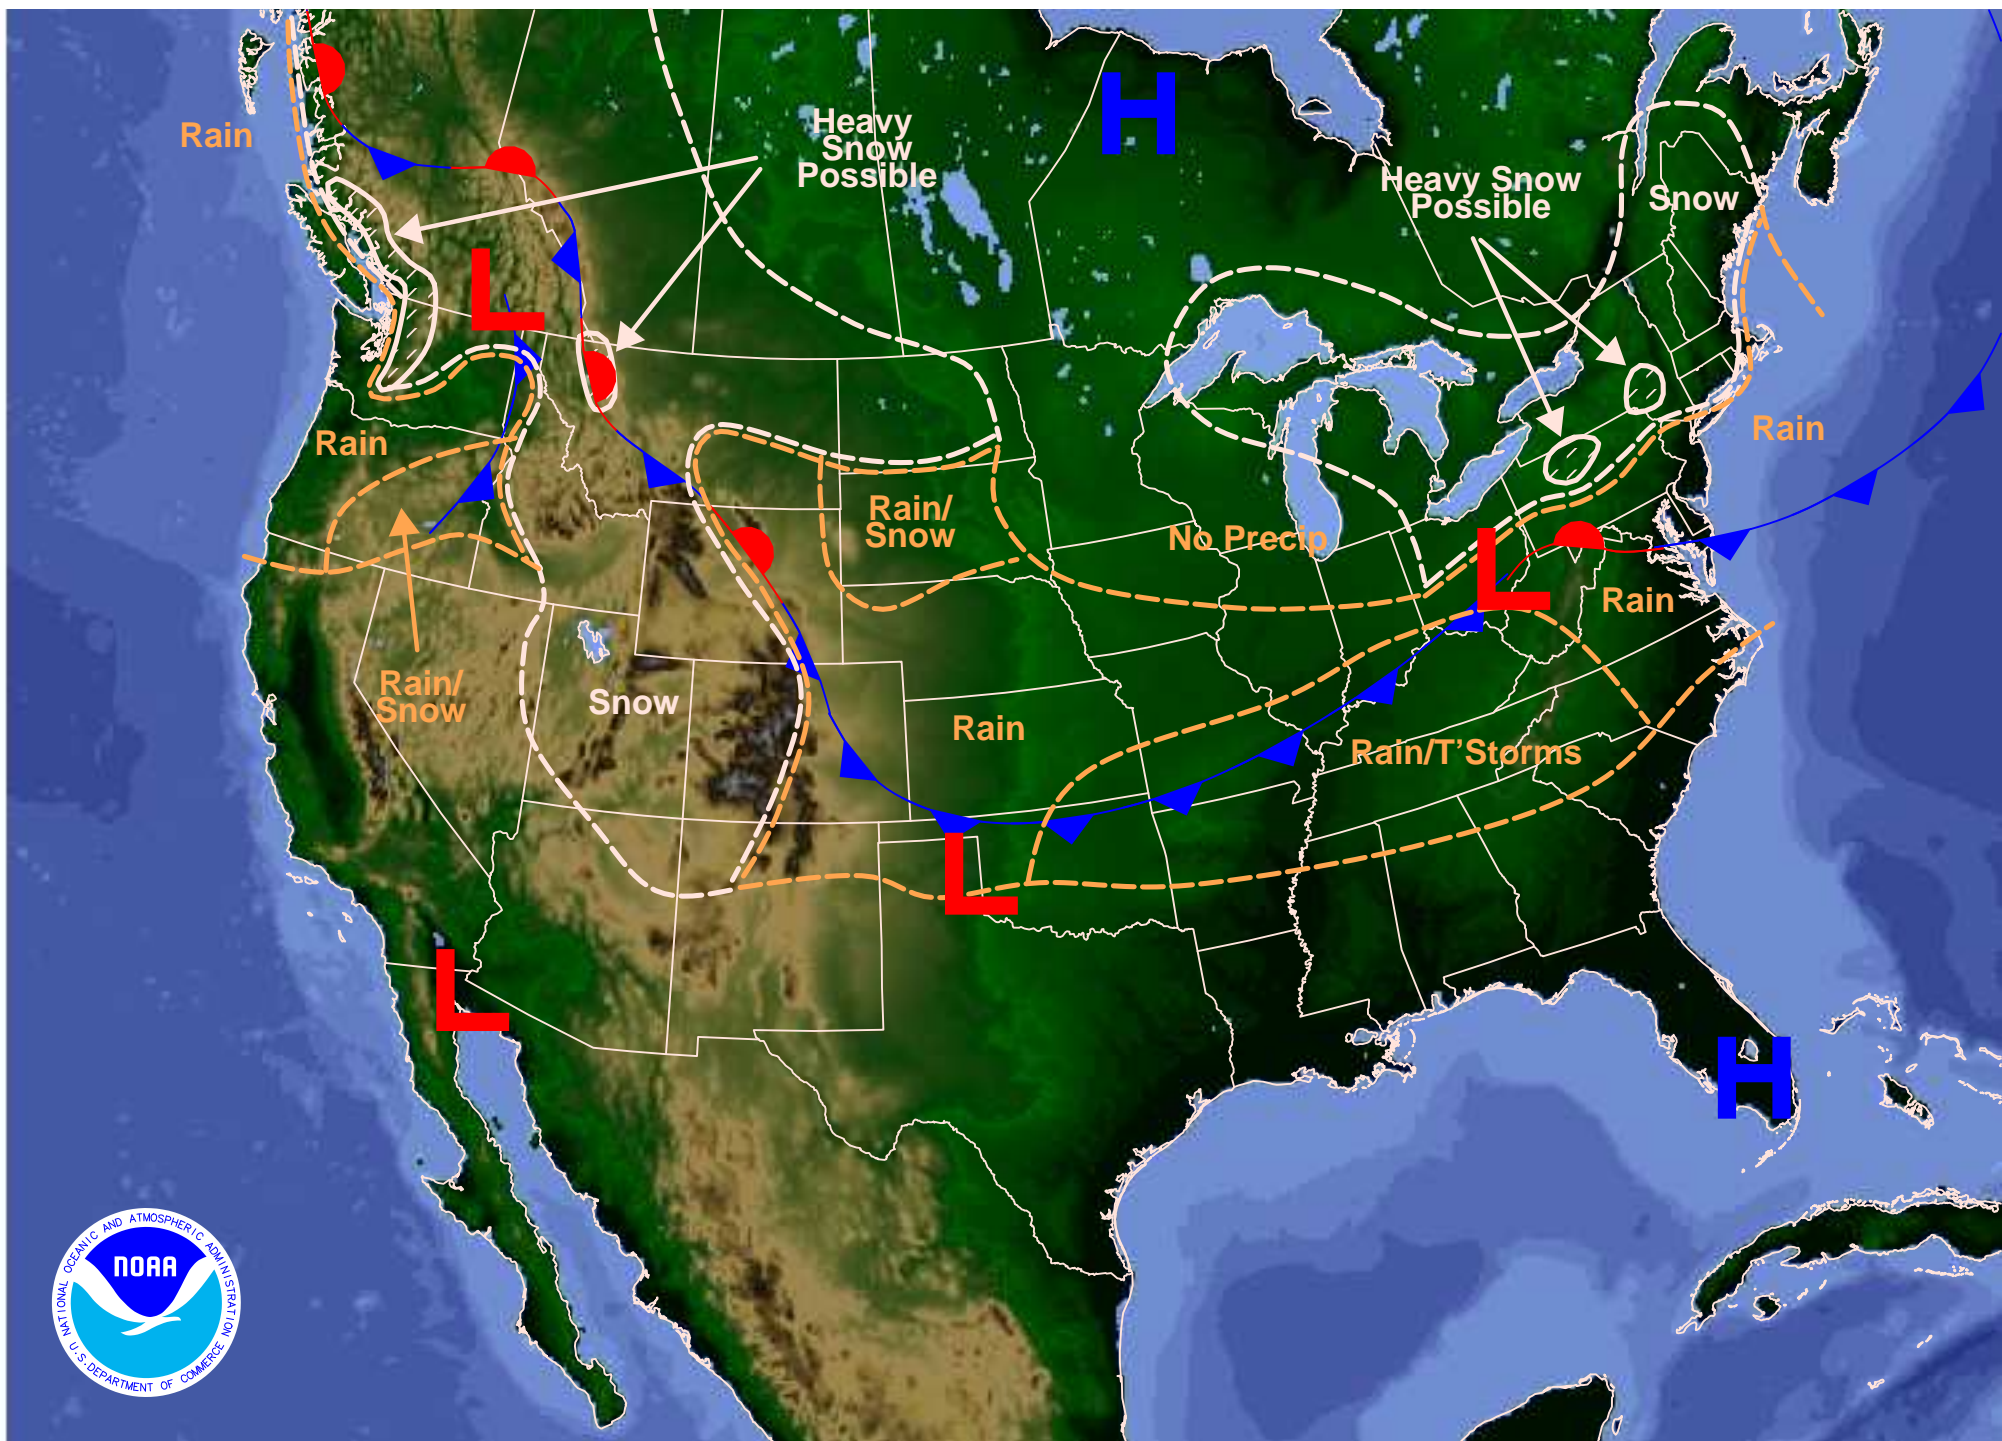 H
Heavy
Snow
Possible
Rain
Heavy Snow
Possible
Snow
L
Rain
Rain
Rain/
Snow
No Precip
L
Rain
Rain/
Snow
Snow
Rain
Rain/T'Storms
L
L
H
NATIONAL OCEANIC AND ATMOSPHERIC ADMINISTRATION
NOAA
U.S. DEPARTMENT OF COMMERCE